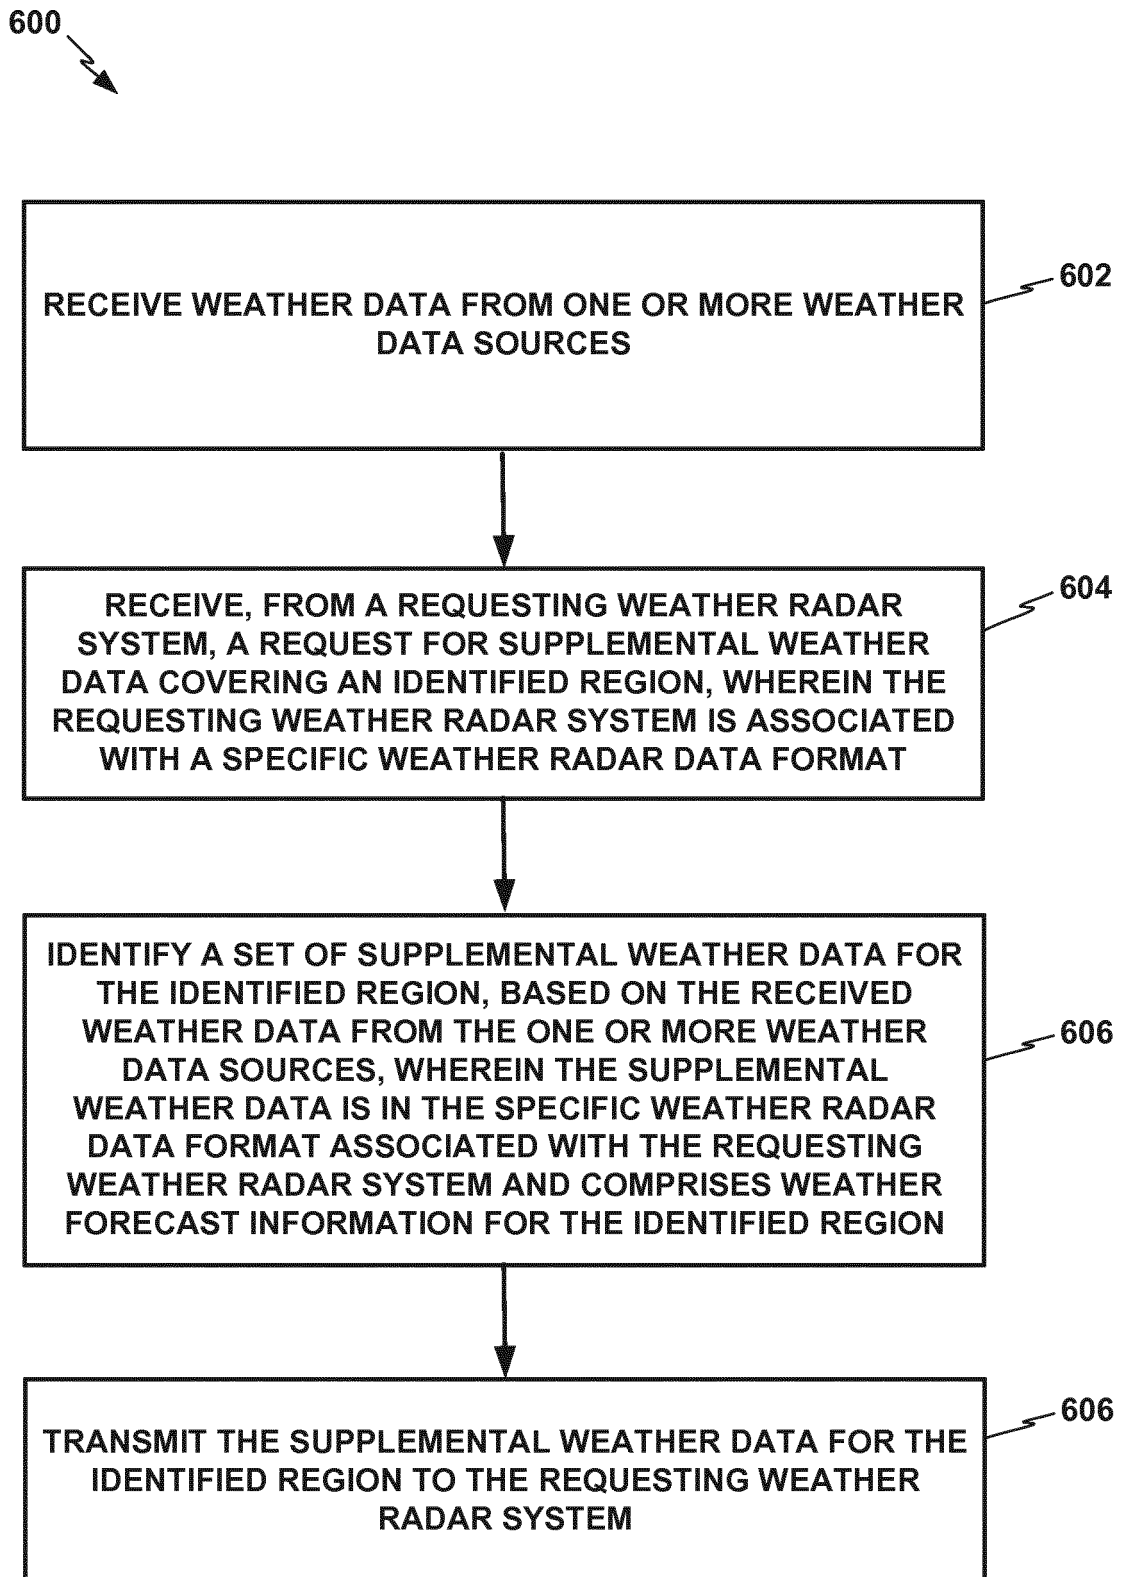 600
RECEIVE WEATHER DATA FROM ONE OR MORE WEATHER
DATA SOURCES
602
RECEIVE, FROM A REQUESTING WEATHER RADAR
SYSTEM, A REQUEST FOR SUPPLEMENTAL WEATHER
DATA COVERING AN IDENTIFIED REGION, WHEREIN THE
REQUESTING WEATHER RADAR SYSTEM IS ASSOCIATED
WITH A SPECIFIC WEATHER RADAR DATA FORMAT
604
IDENTIFY A SET OF SUPPLEMENTAL WEATHER DATA FOR
THE IDENTIFIED REGION, BASED ON THE RECEIVED
WEATHER DATA FROM THE ONE OR MORE WEATHER
DATA SOURCES, WHEREIN THE SUPPLEMENTAL
WEATHER DATA IS IN THE SPECIFIC WEATHER RADAR
DATA FORMAT ASSOCIATED WITH THE REQUESTING
WEATHER RADAR SYSTEM AND COMPRISES WEATHER
FORECAST INFORMATION FOR THE IDENTIFIED REGION
606
TRANSMIT THE SUPPLEMENTAL WEATHER DATA FOR THE
IDENTIFIED REGION TO THE REQUESTING WEATHER
RADAR SYSTEM
606